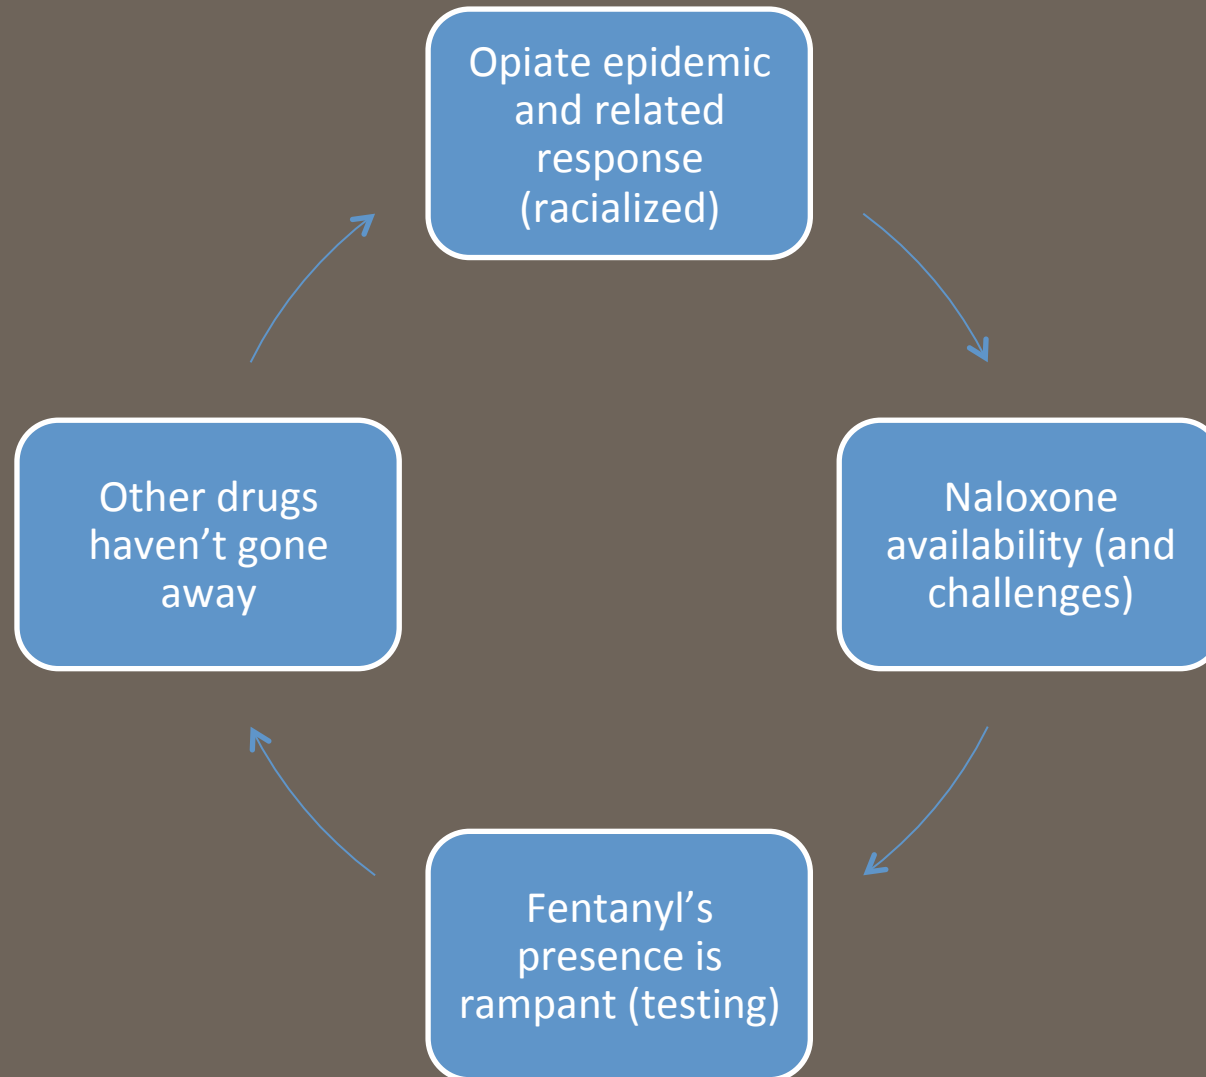 Opiate epidemic
and related
response
(racialized)
Naloxone
availability (and
challenges)
Fentanyl’s
presence is
rampant (testing)
Other drugs
haven’t gone
away